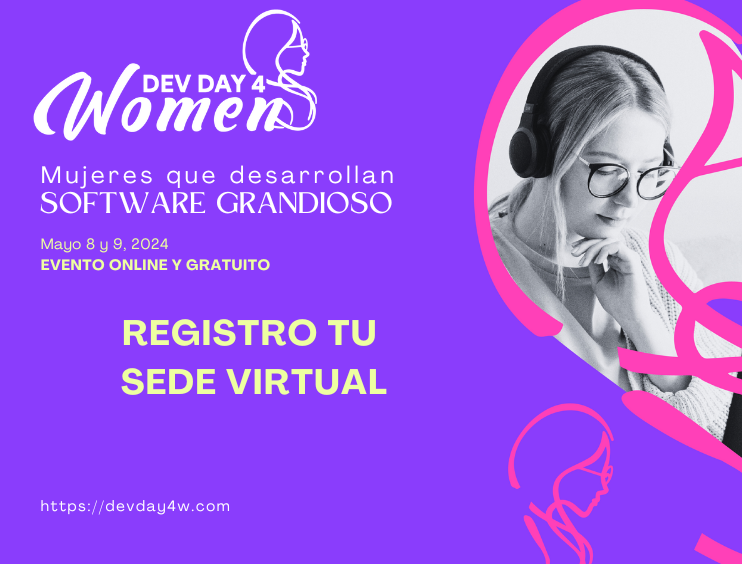 DEV DAY 4
Women
Mujeres que desarrollan
SOFTWARE GRANDIOSO
Mayo 8 y 9, 2024
EVENTO ONLINE Y GRATUITO
REGISTRO TU
SEDE VIRTUAL
https://devday4w.com